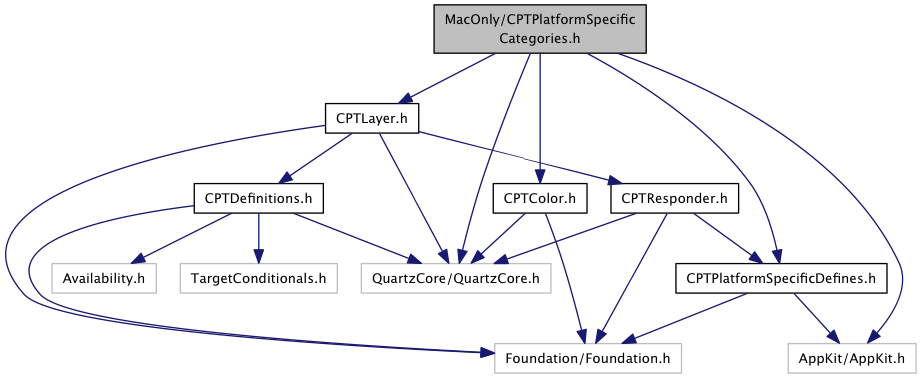 MacOnly/CPTPlatformSpecific
Categories.h
CPTLayer.h
CPTDefinitions.h
CPTColor.h
CPTResponder.h
Availability.h
TargetConditionals.h
QuartzCore/QuartzCore.h
CPTPlatformSpecificDefines.h
Foundation/Foundation.h
AppKit/AppKit.h